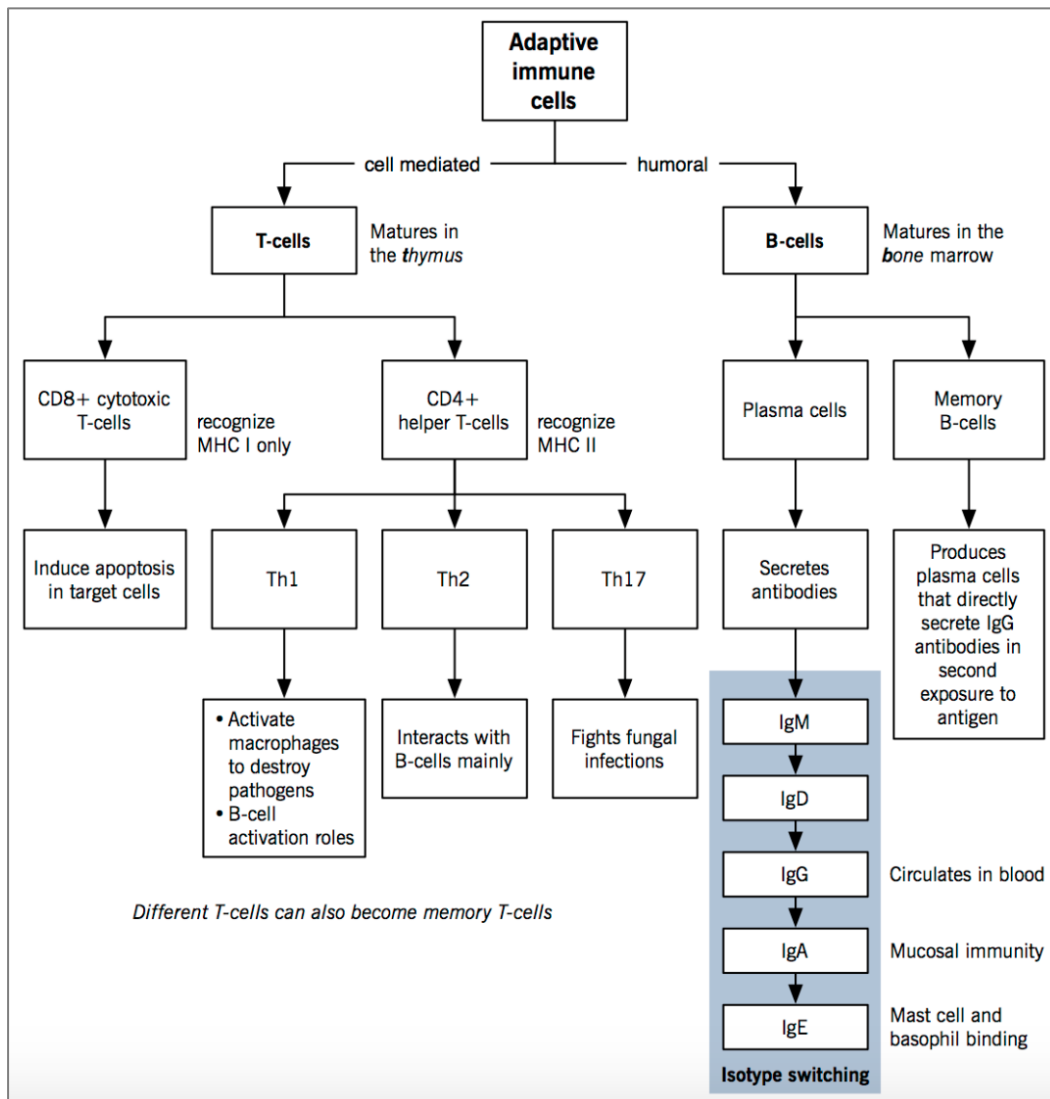 Adaptive
immune
cells
cell mediated
humoral
T-cells
Matures in
the thymus
B-cells
Matures in the
bone marrow
CD8+ cytotoxic
T-cells
recognize
MHC I only
CD4+
helper T-cells
recognize
MHC II
Plasma cells
Memory
B-cells
Induce apoptosis
in target cells
Th1
Th2
Th17
Secretes
antibodies
Produces
plasma cells
that directly
secrete IgG
antibodies in
second
exposure to
antigen
• Activate
macrophages
to destroy
pathogens
• B-cell
activation roles
Interacts with
B-cells mainly
Fights fungal
infections
IgM
IgD
IgG
Circulates in blood
IgA
Mucosal immunity
IgE
Mast cell and
basophil binding
Isotype switching
Different T-cells can also become memory T-cells